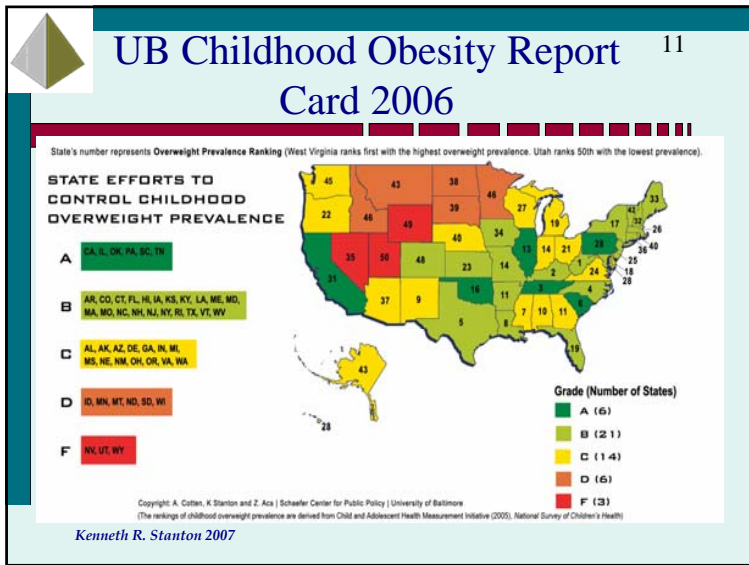 UB Childhood Obesity Report
Card 2006
11
State's number represents Overweight Prevalence Ranking (West Virginia ranks first with the highest overweight prevalence. Utah ranks 50th with the lowest prevalence).
STATE EFFORTS TO
CONTROL CHILDHOOD
OVERWEIGHT PREVALENCE
A
CA, IL, OK, PA, SC, TN
B
AR, CO, CT, FL, HI, IA, KS, KY, LA, ME, MD,
MA, MO, NC, NH, NJ, NY, RI, TX, VT, WV
C
AL, AK, AZ, DE, GA, IN, MI,
MS, NE, NM, OH, OR, VA, WA
D
ID, MN, MT, ND, SD, WI
F
NV, UT, WY
45
43
38
46
27
19
33
22
46
49
39
34
17
42
32
26
36
40
25
18
28
35
50
48
40
13
14
21
28
1
24
31
23
14
2
3
4
37
9
16
11
6
7
10
11
5
8
19
43
28
Grade (Number of States)
A (6)
B (21)
C (14)
D (6)
F (3)
Copyright: A. Cotten, K Stanton and Z. Acs | Schaefer Center for Public Policy | University of Baltimore
(The rankings of childhood overweight prevalence are derived from Child and Adolescent Health Measurement Initiative (2005), National Survey of Children's Health)
Kenneth R. Stanton 2007